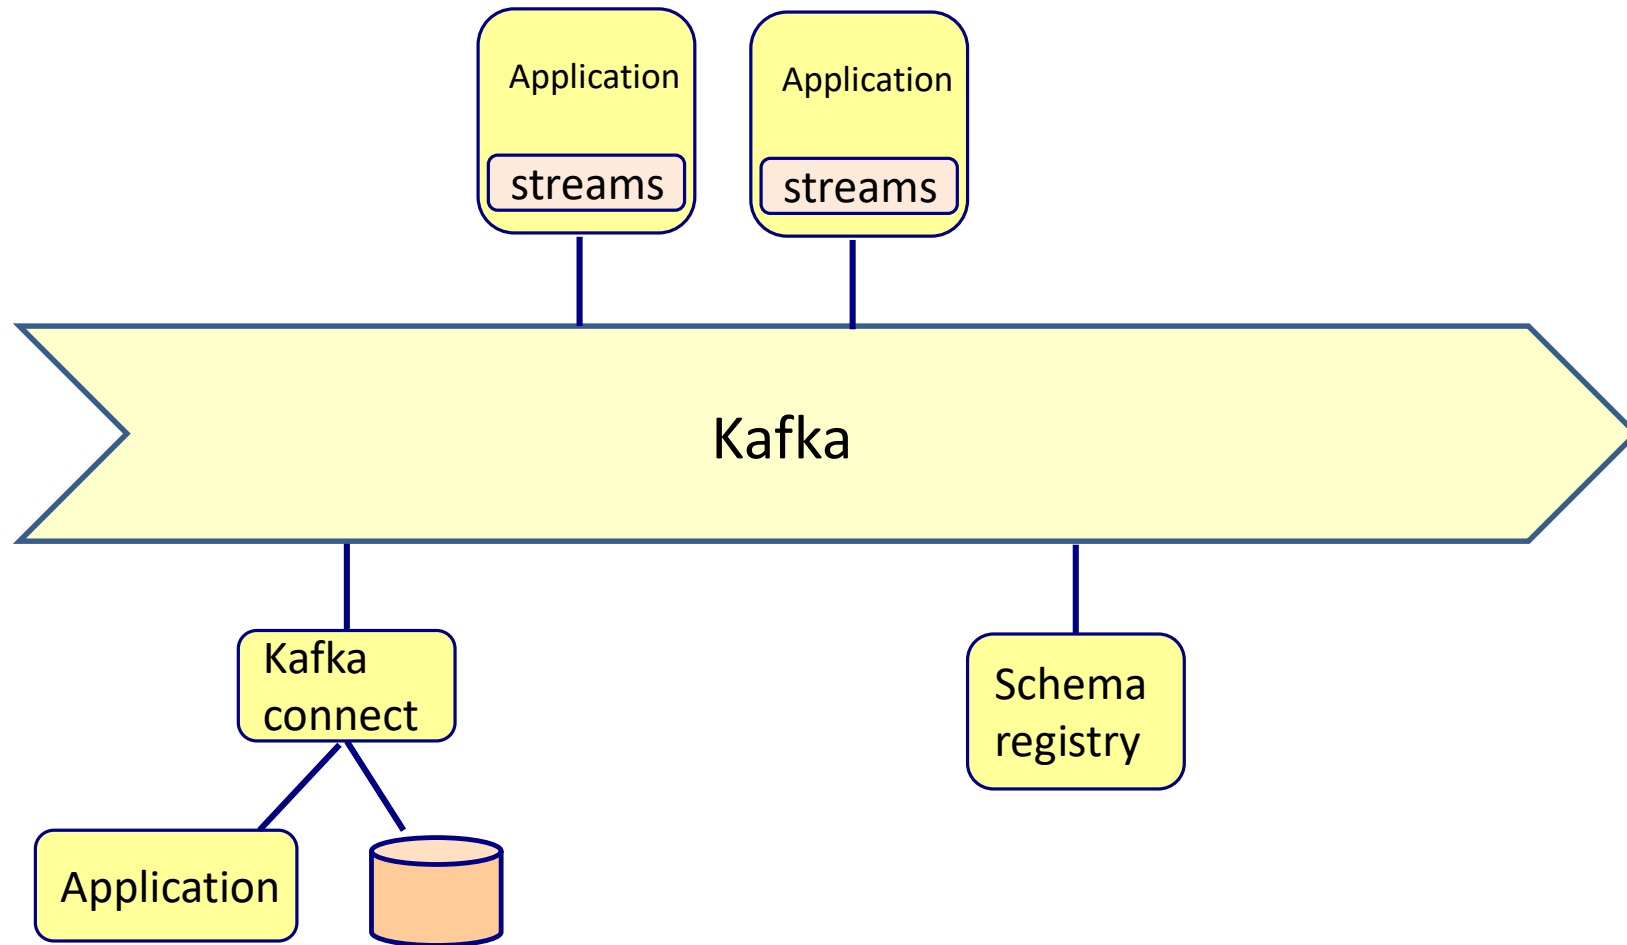 Application
streams
Application
streams
Kafka
Kafka
connect
Schema
registry
Application